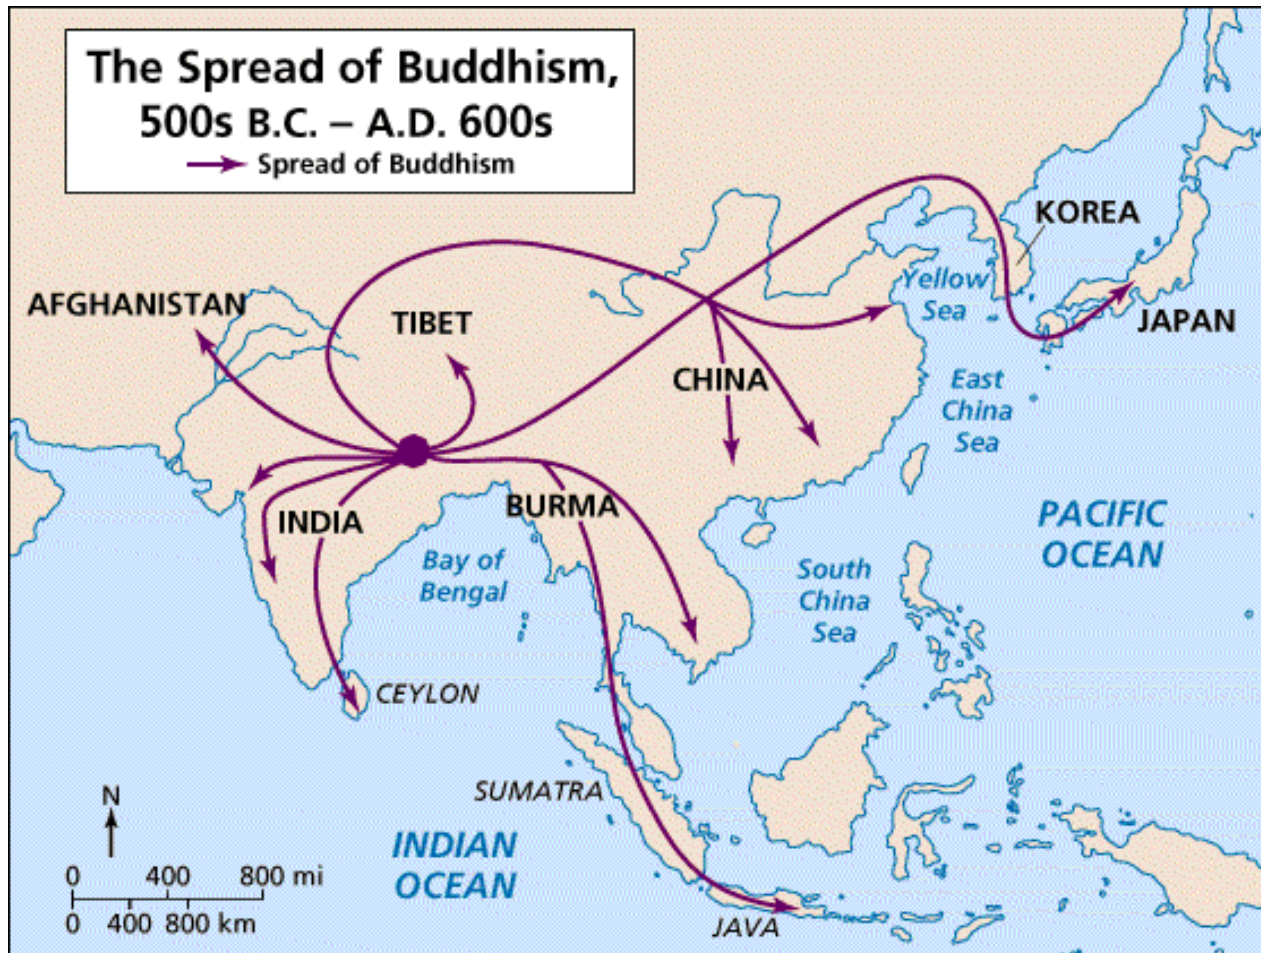 The Spread of Buddhism,
500s B.C. – A.D. 600s
Spread of Buddhism
KOREA
Yellow
Sea
AFGHANISTAN
TIBET
JAPAN
CHINA
East
China
Sea
INDIA
BURMA
PACIFIC
OCEAN
Bay of
Bengal
South
China
Sea
CEYLON
SUMATRA
N
INDIAN
OCEAN
0 400 800 mi
0 400 800 km
JAVA